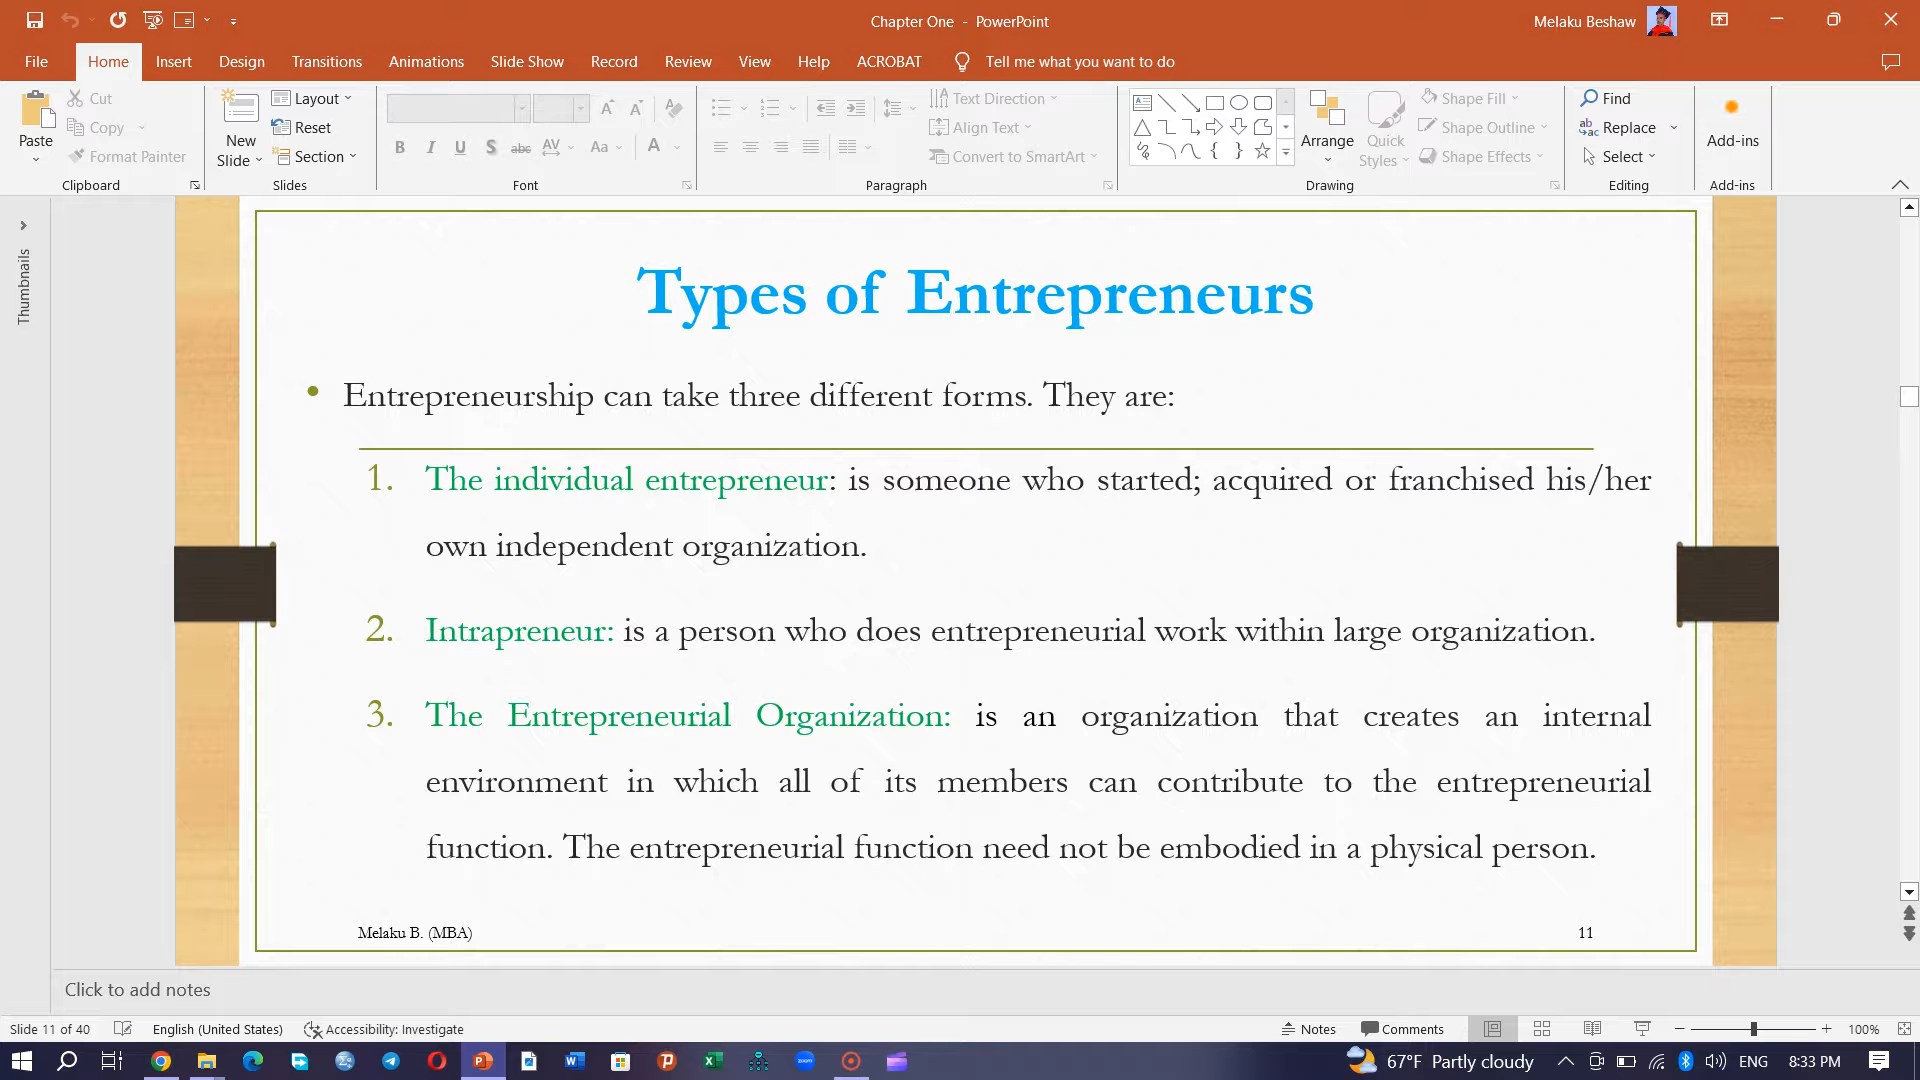 Chapter One - PowerPoint
Melaku Beshaw
File Home Insert Design Transitions Animations Slide Show Record Review View Help ACROBAT Tell me what you want to do
Paste
Cut
Copy
Format Painter
Clipboard
New Slide
Layout
Reset
Section
Slides
Font
Text Direction
Align Text
Convert to SmartArt
Paragraph
Arrange
Quick Styles
Shape Fill
Shape Outline
Shape Effects
Drawing
Find
Replace
Select
Editing
Add-ins
Add-ins
Thumbnails
Types of Entrepreneurs
• Entrepreneurship can take three different forms. They are:
1. The individual entrepreneur: is someone who started; acquired or franchised his/her
own independent organization.
2. Intrapreneur: is a person who does entrepreneurial work within large organization.
3. The Entrepreneurial Organization: is an organization that creates an internal
environment in which all of its members can contribute to the entrepreneurial
function. The entrepreneurial function need not be embodied in a physical person.
Melaku B. (MBA) 11
Click to add notes
Slide 11 of 40 English (United States) Accessibility: Investigate Notes Comments 100%
67°F Partly cloudy ENG 8:33 PM